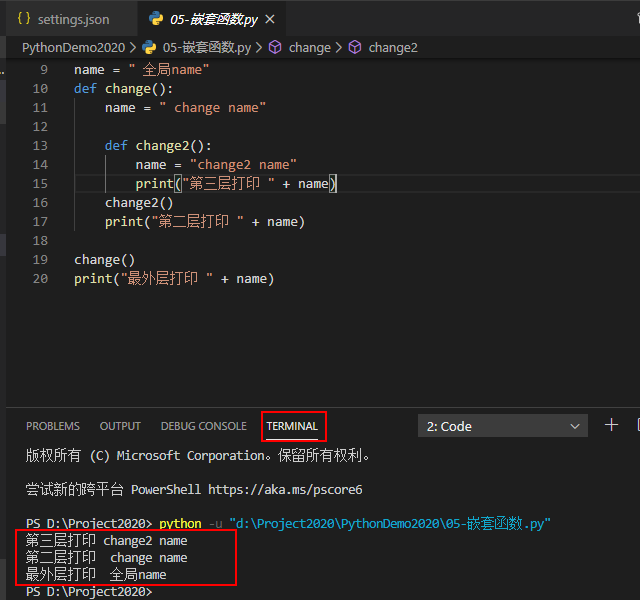 { } settings.json
05-嵌套函数.py ×
PythonDemo2020 > 05-嵌套函数.py > change > change2
9 name = " 全局name"
10 def change():
11 name = " change name"
12
13 def change2():
14 name = "change2 name"
15 print("第三层打印 " + name)
16 change2()
17 print("第二层打印 " + name)
18
19 change()
20 print("最外层打印 " + name)
PROBLEMS OUTPUT DEBUG CONSOLE TERMINAL 2: Code
版权所有 (C) Microsoft Corporation。保留所有权利。
尝试新的跨平台 PowerShell https://aka.ms/pscore6
PS D:\Project2020> python -u "d:\Project2020\PythonDemo2020\05-嵌套函数.py"
第三层打印 change2 name
第二层打印  change name
最外层打印  全局name
PS D:\Project2020>